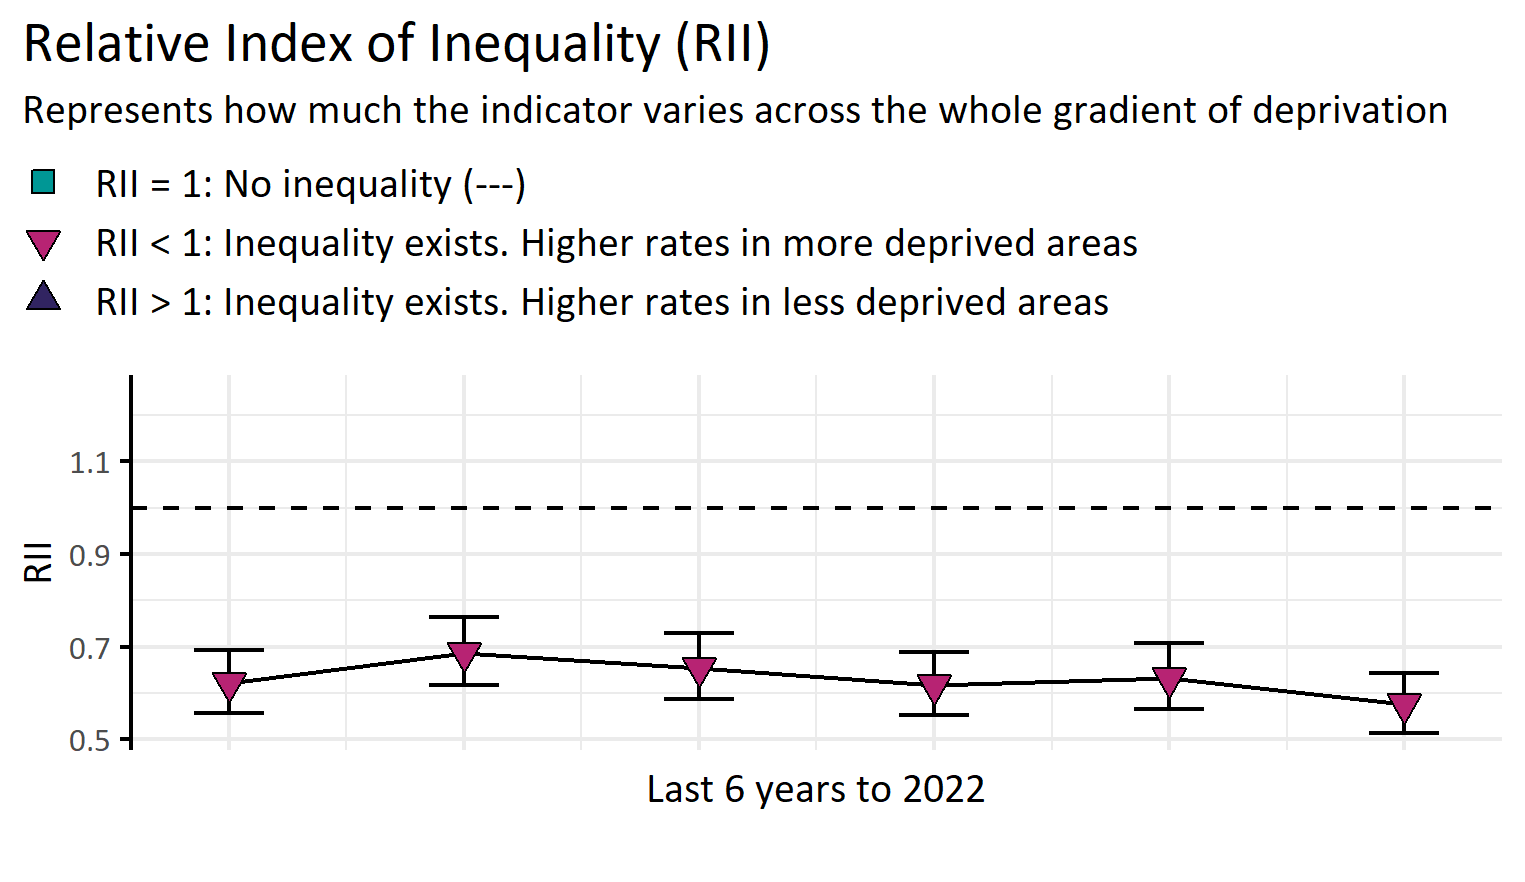 Relative Index of Inequality (RII)
Represents how much the indicator varies across the whole gradient of deprivation
RII = 1: No inequality (---)
RII < 1: Inequality exists. Higher rates in more deprived areas
RII > 1: Inequality exists. Higher rates in less deprived areas
1.1
0.9
0.7
0.5
RII
Last 6 years to 2022